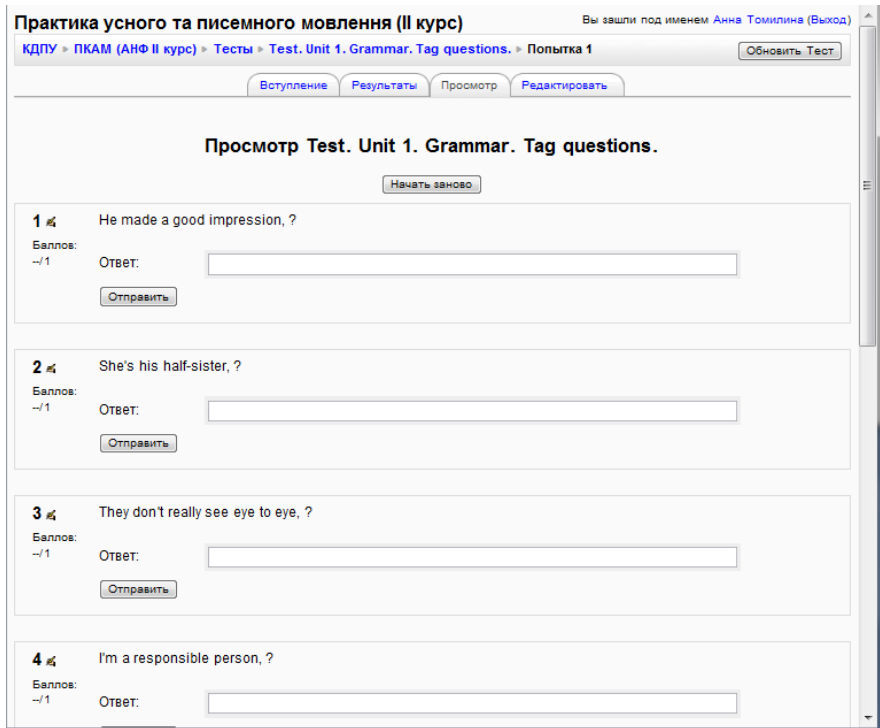 Практика усного та писемного мовлення (II курс)
Вы зашли под именем Анна Томилина (Выход)
КДПУ ► ПКАМ (АНФ II курс) ► Тесты ► Test. Unit 1. Grammar. Tag questions. ► Попытка 1
Обновить Тест
Вступление Результаты Просмотр Редактировать
Просмотр Test. Unit 1. Grammar. Tag questions.
Начать заново
1 He made a good impression, ?
Баллов:
--/1
Ответ:
Отправить
2 She's his half-sister, ?
Баллов:
--/1
Ответ:
Отправить
3 They don't really see eye to eye, ?
Баллов:
--/1
Ответ:
Отправить
4 I'm a responsible person, ?
Баллов:
--/1
Ответ: